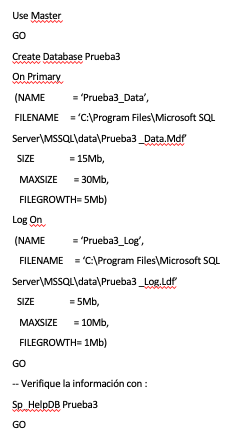 Use Master
GO
Create Database Prueba3
On Primary
(NAME = ‘Prueba3_Data’,
FILENAME = ‘C:\Program Files\Microsoft SQL
Server\MSSQL\data\Prueba3 _Data.Mdf’
SIZE = 15Mb,
MAXSIZE = 30Mb,
FILEGROWTH= 5Mb)
Log On
(NAME = ‘Prueba3_Log’,
FILENAME = ‘C:\Program Files\Microsoft SQL
Server\MSSQL\data\Prueba3 _Log.Ldf’
SIZE = 5Mb,
MAXSIZE = 10Mb,
FILEGROWTH= 1Mb)
GO
-- Verifique la información con :
Sp_HelpDB Prueba3
GO